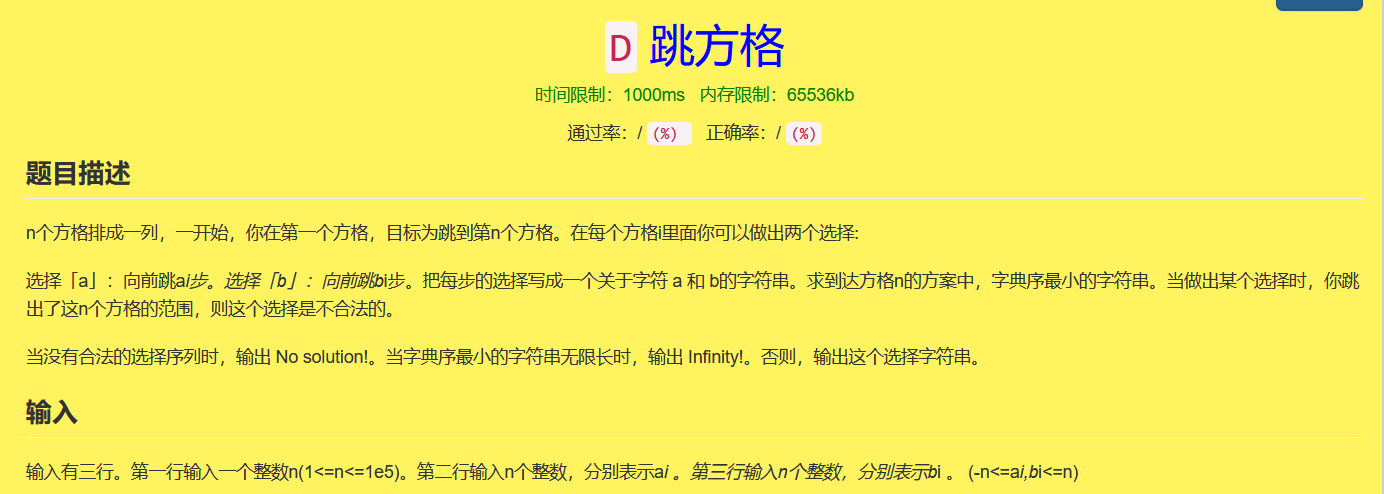 D 跳方格
时间限制：1000ms 内存限制：65536kb
通过率：/ (%) 正确率：/ (%)
题目描述
n个方格排成一列，一开始，你在第一个方格，目标为跳到第n个方格。在每个方格i里面你可以做出两个选择:
选择「a」：向前跳ai步。选择「b」：向前跳bi步。把每步的选择写成一个关于字符 a 和 b的字符串。求到达方格n的方案中，字典序最小的字符串。当做出某个选择时，你跳
出了这n个方格的范围，则这个选择是不合法的。
当没有合法的选择序列时，输出 No solution!。当字典序最小的字符串无限长时，输出 Infinity!。否则，输出这个选择字符串。
输入
输入有三行。第一行输入一个整数n(1<=n<=1e5)。第二行输入n个整数，分别表示ai 。第三行输入n个整数，分别表示bi 。 (-n<=ai,bi<=n)